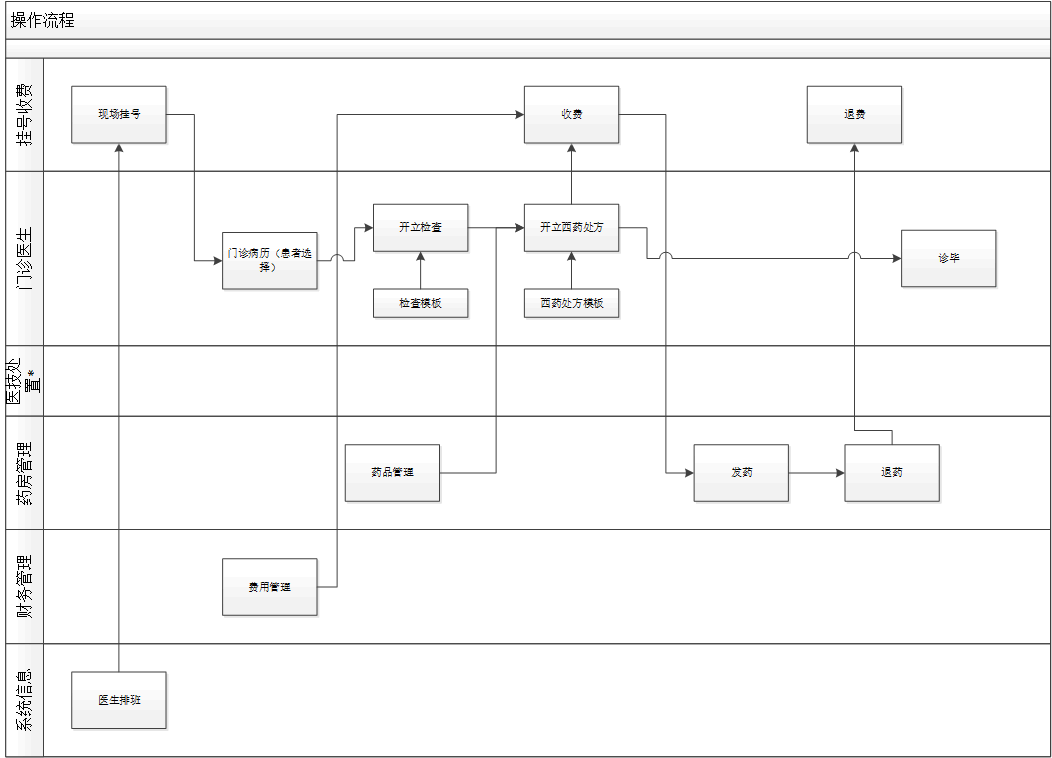 操作流程
挂号收费
现场挂号
收费
退费
门诊医生
门诊病历（患者选
择）
开立检查
开立西药处方
诊毕
检查模板
西药处方模板
医技处
置*
药房管理
药品管理
发药
退药
财务管理
费用管理
系统信息
医生排班